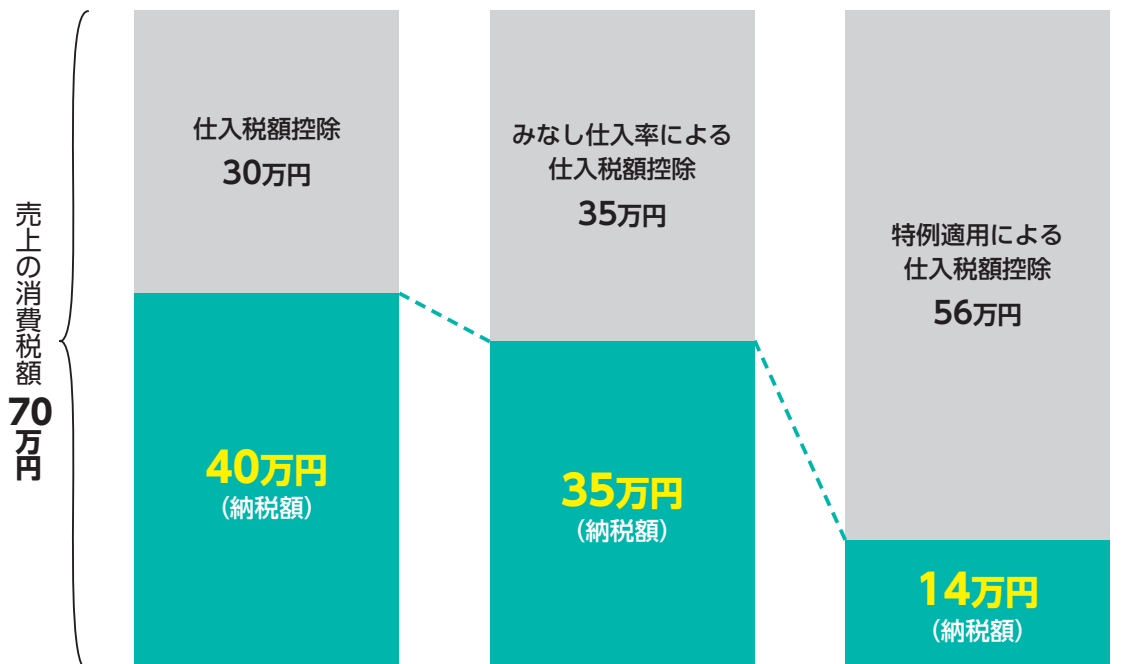 売上の消費税額 70万円
仕入税額控除
30万円
40万円
(納税額)
みなし仕入率による
仕入税額控除
35万円
35万円
(納税額)
特例適用による
仕入税額控除
56万円
14万円
(納税額)